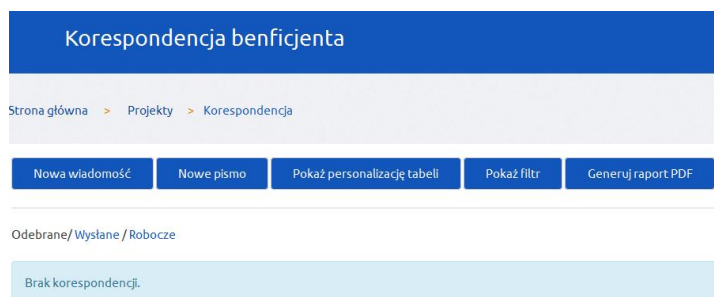 Korespondencja benficjenta
Strona główna > Projekty > Korespondencja
Nowa wiadomość Nowe pismo Pokaż personalizację tabeli Pokaż filtr Generuj raport PDF
Odebrane/ Wysłane / Robocze
Brak korespondencji.